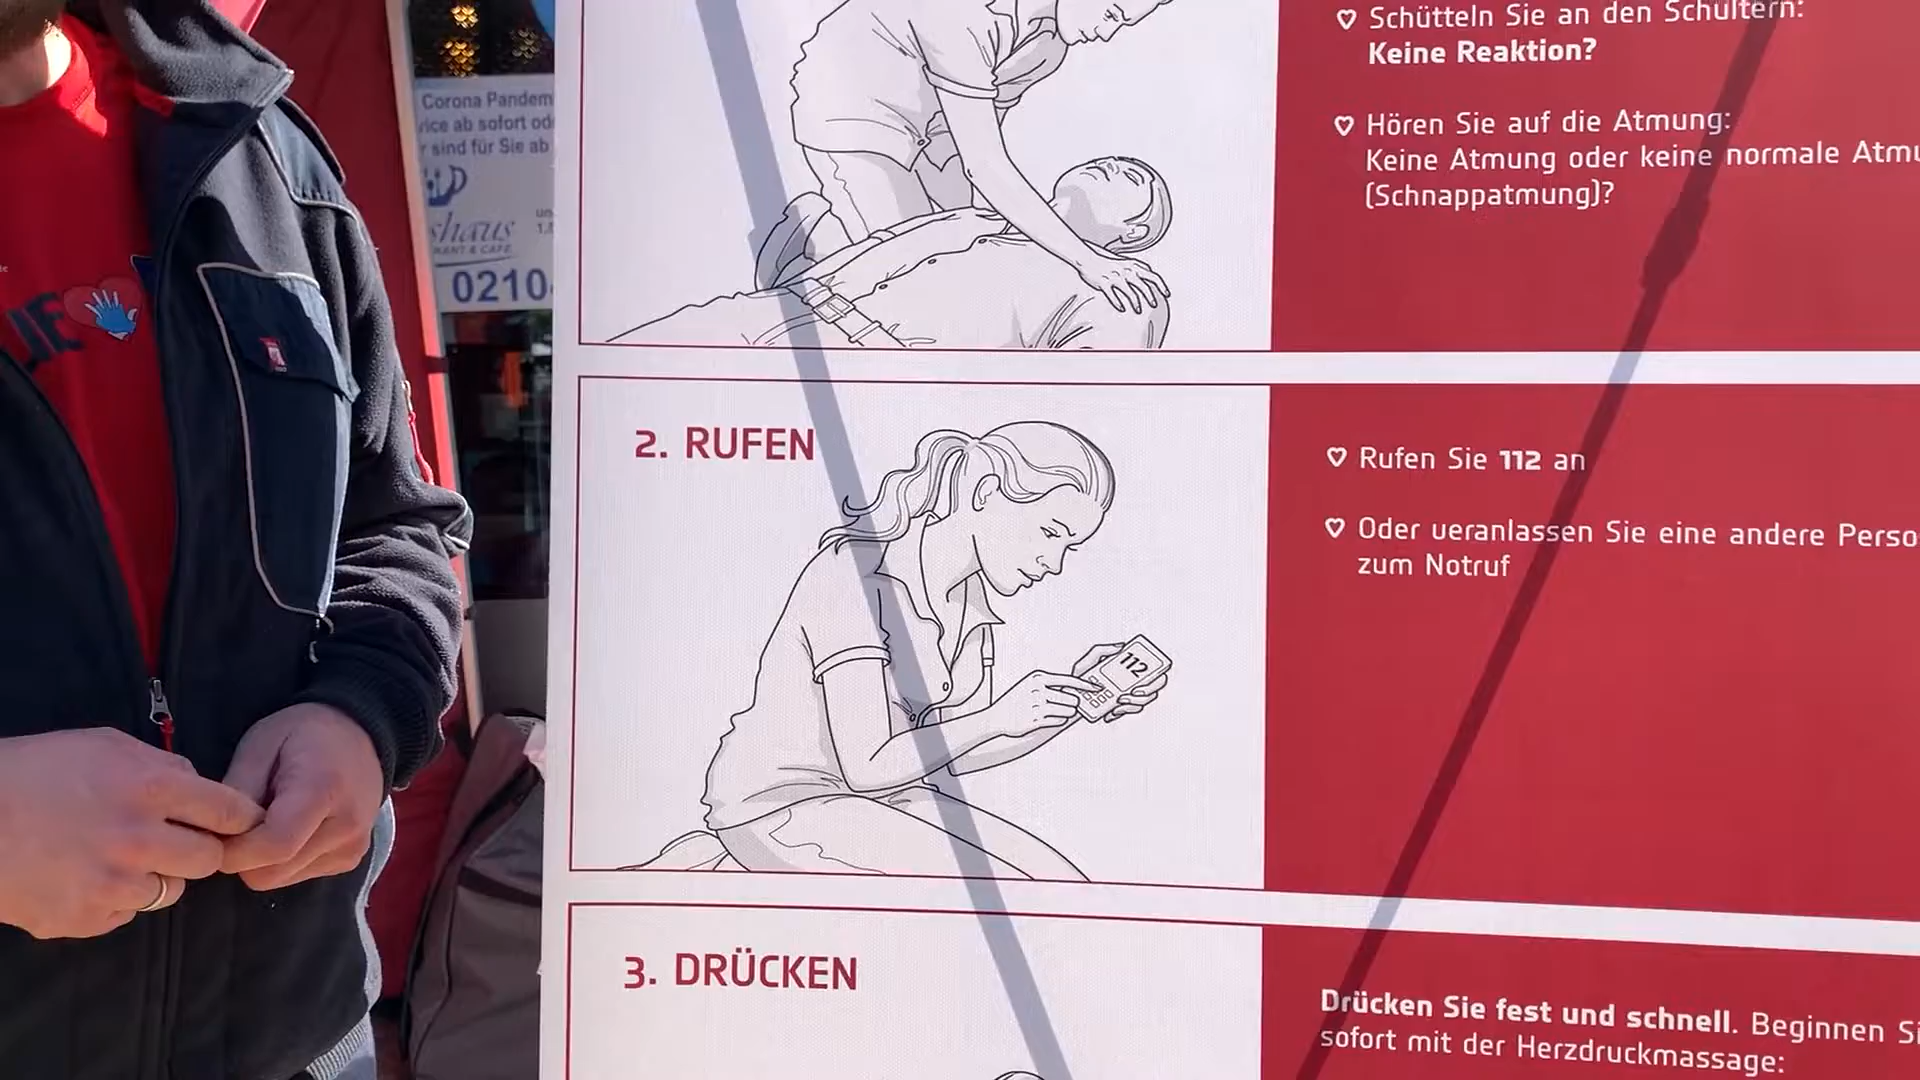 Schütteln Sie an den Schultern:
Keine Reaktion?
Hören Sie auf die Atmung:
Keine Atmung oder keine normale
(Schnappatmung)?
2. RUFEN
112
Rufen Sie 112 an
Oder veranlassen Sie eine andere
zum Notruf
3. DRÜCKEN
Drücken Sie fest und schnell. Beginnen
sofort mit der Herzdruckmassage:
Corona
ab sofort
sind für Sie ab
0210